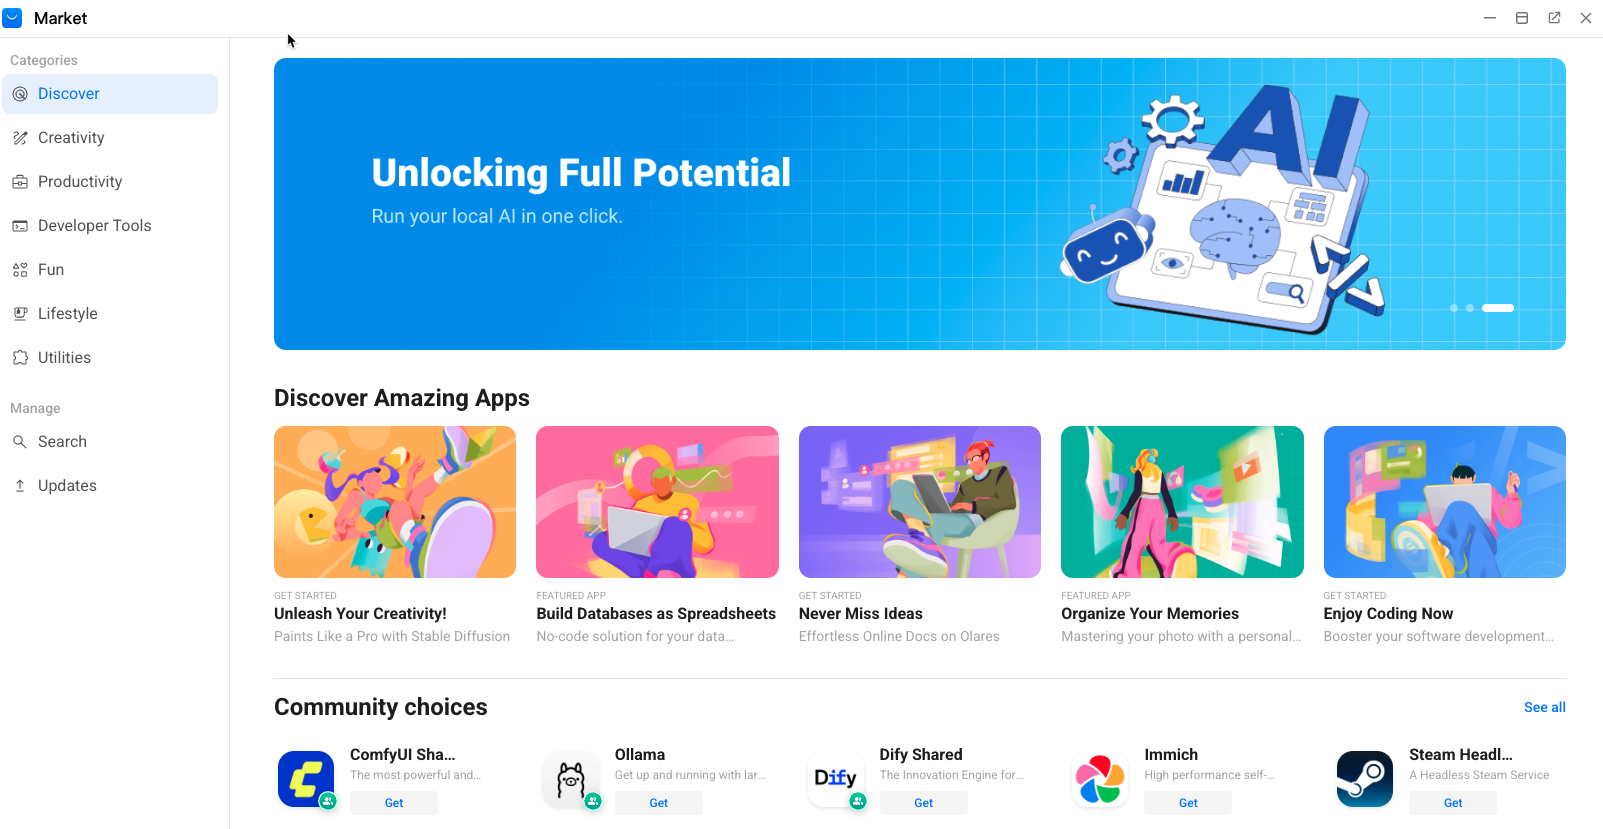 Market
Categories
Discover
Creativity
Productivity
Developer Tools
Fun
Lifestyle
Utilities
Manage
Search
Updates
Unlocking Full Potential
Run your local AI in one click.
AI
Discover Amazing Apps
GET STARTED
Unleash Your Creativity!
Paints Like a Pro with Stable Diffusion
FEATURED APP
Build Databases as Spreadsheets
No-code solution for your data...
GET STARTED
Never Miss Ideas
Effortless Online Docs on Olares
FEATURED APP
Organize Your Memories
Mastering your photo with a personal...
GET STARTED
Enjoy Coding Now
Booster your software development...
Community choices
See all
ComfyUI Sha...
The most powerful and...
Get
Ollama
Get up and running with lar...
Get
Dify
Dify Shared
The Innovation Engine for...
Get
Immich
High performance self-...
Get
Steam Headl...
A Headless Steam Service
Get